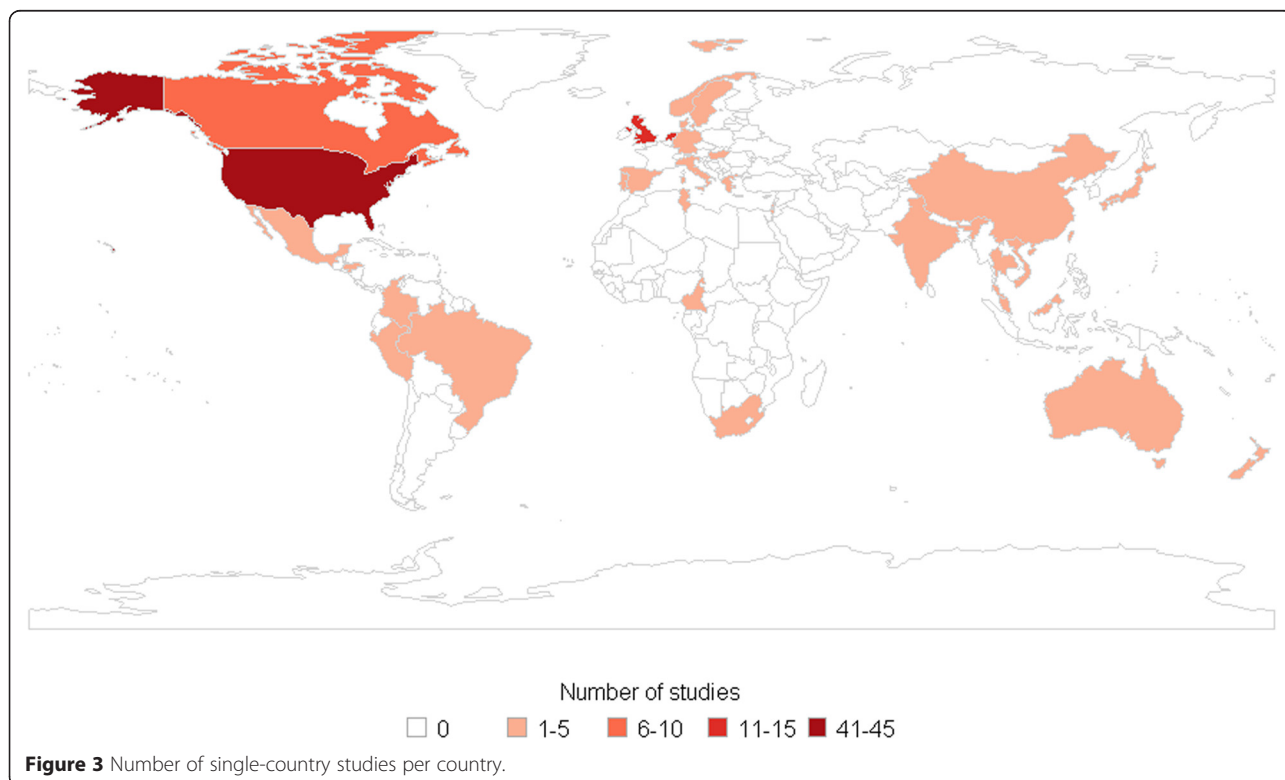 Number of studies
0 1-5 6-10 11-15 41-45
Figure 3 Number of single-country studies per country.